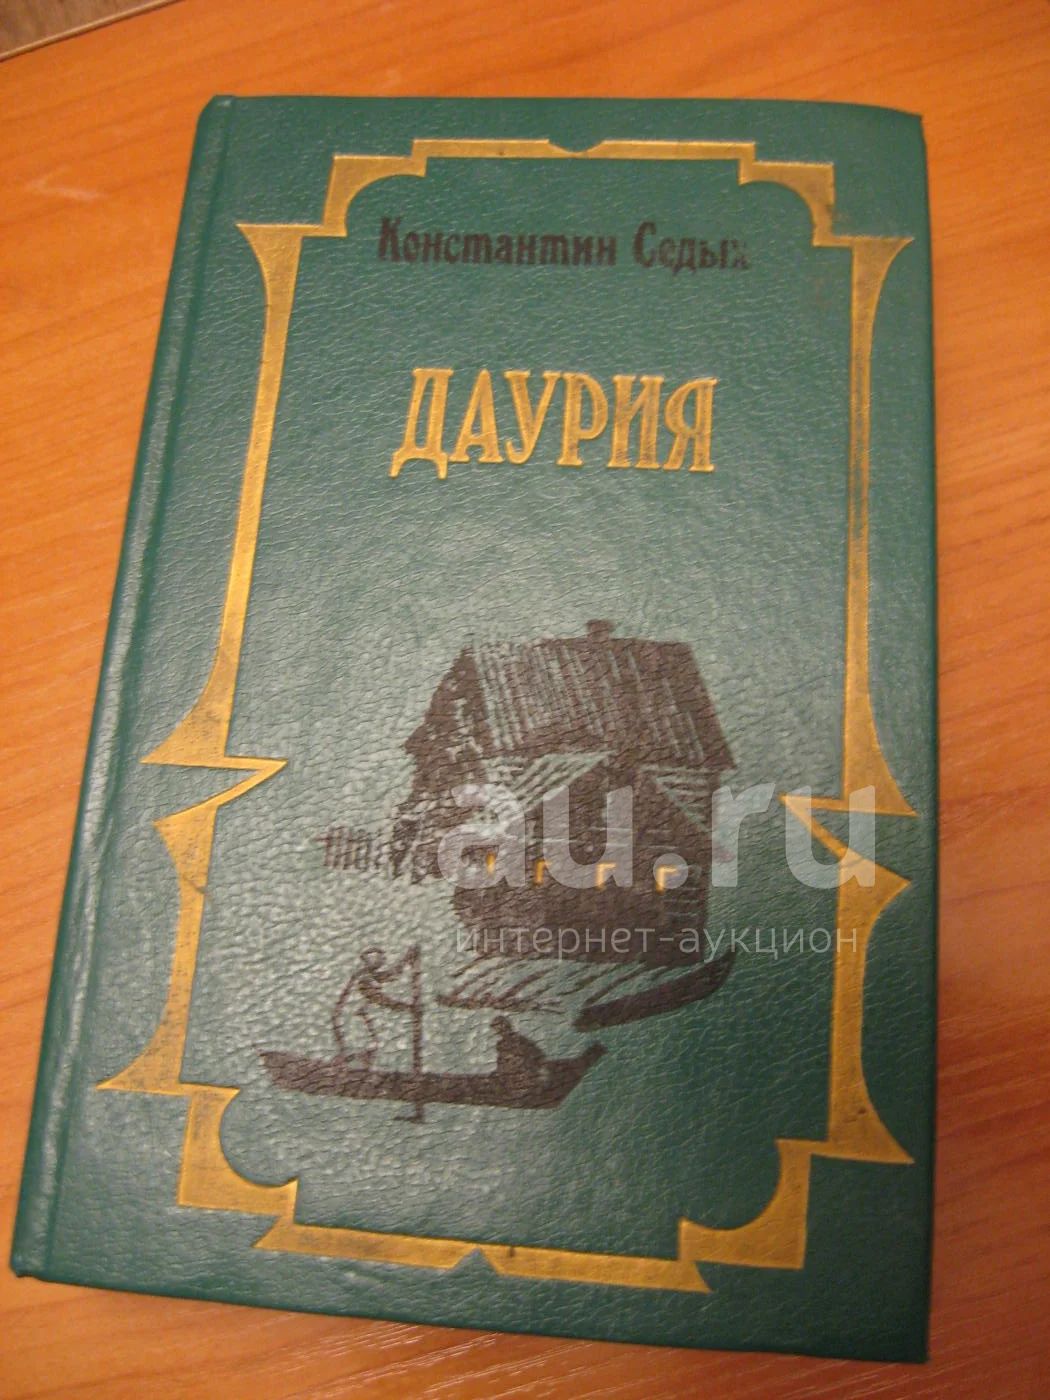 Константин Седых
ДАУРИЯ
au.ru
интернет-аукцион